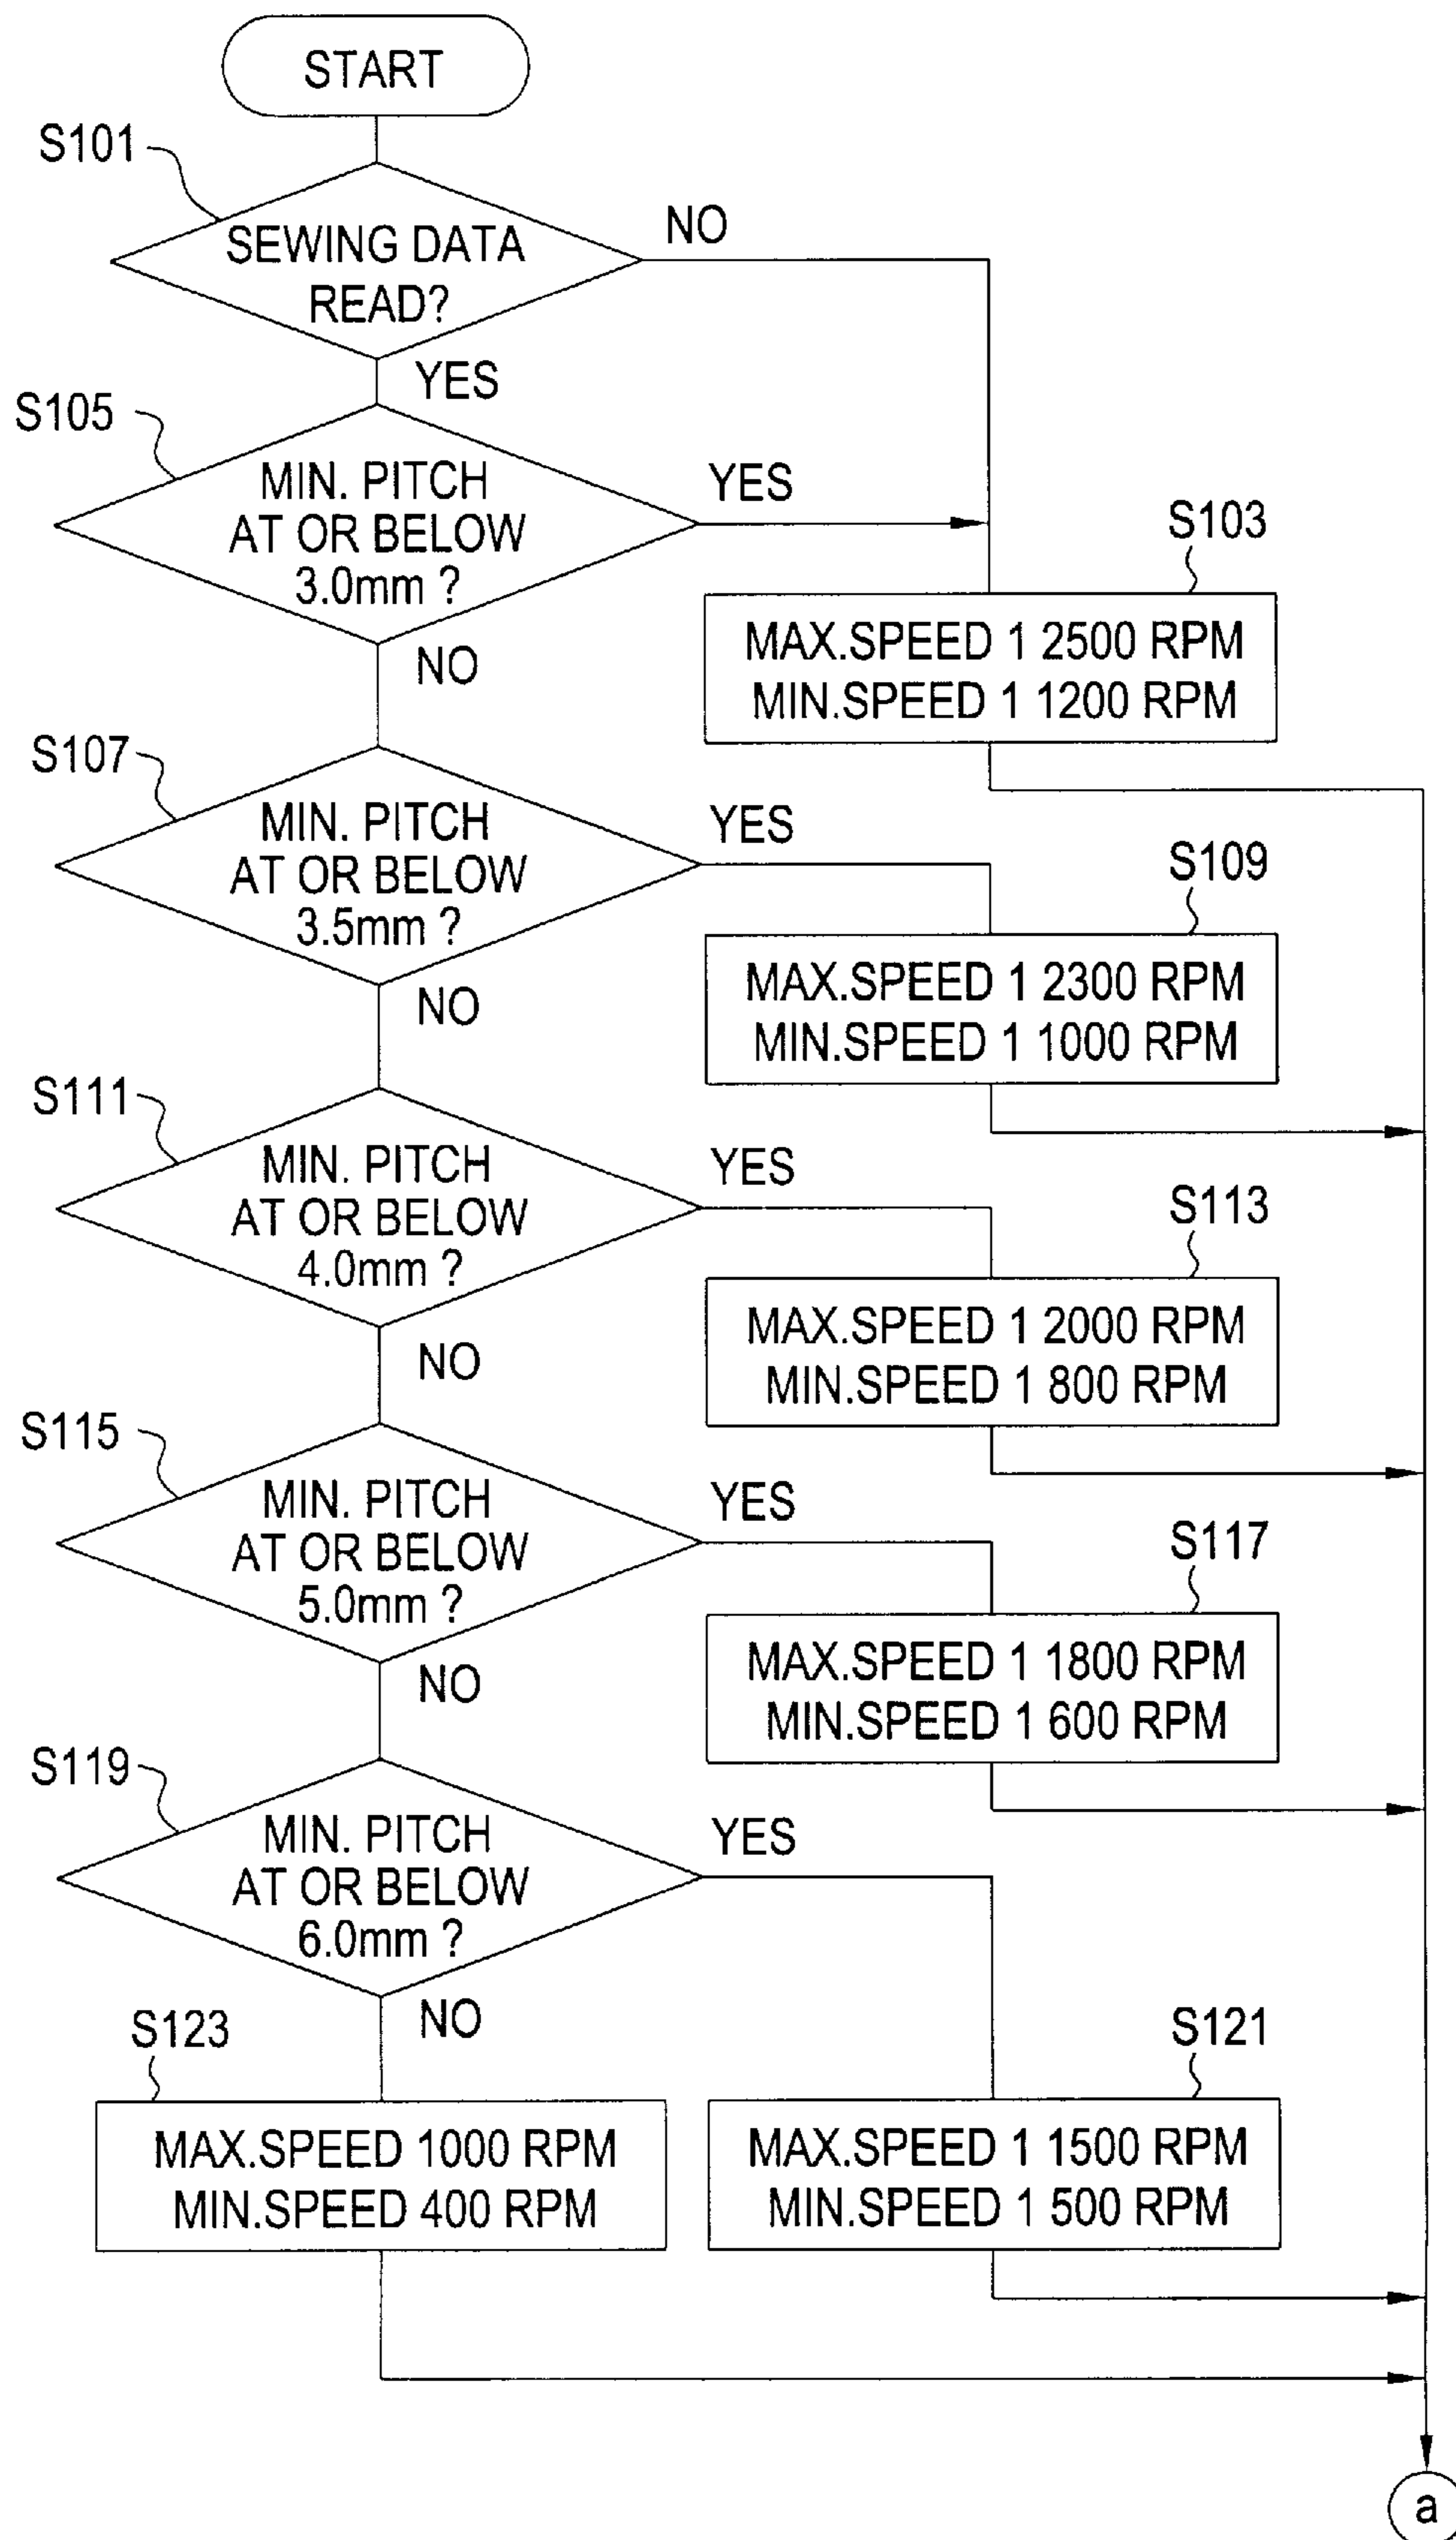 START
S101
SEWING DATA
READ?
NO
YES
S105
MIN. PITCH
AT OR BELOW
3.0mm ?
YES
NO
S103
MAX.SPEED 1 2500 RPM
MIN.SPEED 1 1200 RPM
S107
MIN. PITCH
AT OR BELOW
3.5mm ?
YES
NO
S109
MAX.SPEED 1 2300 RPM
MIN.SPEED 1 1000 RPM
S111
MIN. PITCH
AT OR BELOW
4.0mm ?
YES
NO
S113
MAX.SPEED 1 2000 RPM
MIN.SPEED 1 800 RPM
S115
MIN. PITCH
AT OR BELOW
5.0mm ?
YES
NO
S117
MAX.SPEED 1 1800 RPM
MIN.SPEED 1 600 RPM
S119
MIN. PITCH
AT OR BELOW
6.0mm ?
YES
NO
S123
MAX.SPEED 1000 RPM
MIN.SPEED 400 RPM
S121
MAX.SPEED 1 1500 RPM
MIN.SPEED 1 500 RPM
a